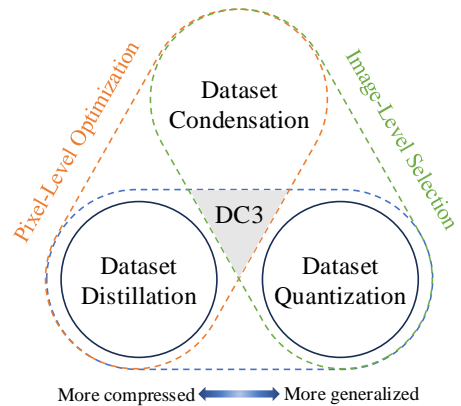 Pixel-Level Optimization
Image-Level Selection
Dataset
Condensation
DC3
Dataset
Distillation
Dataset
Quantization
More compressed
More generalized